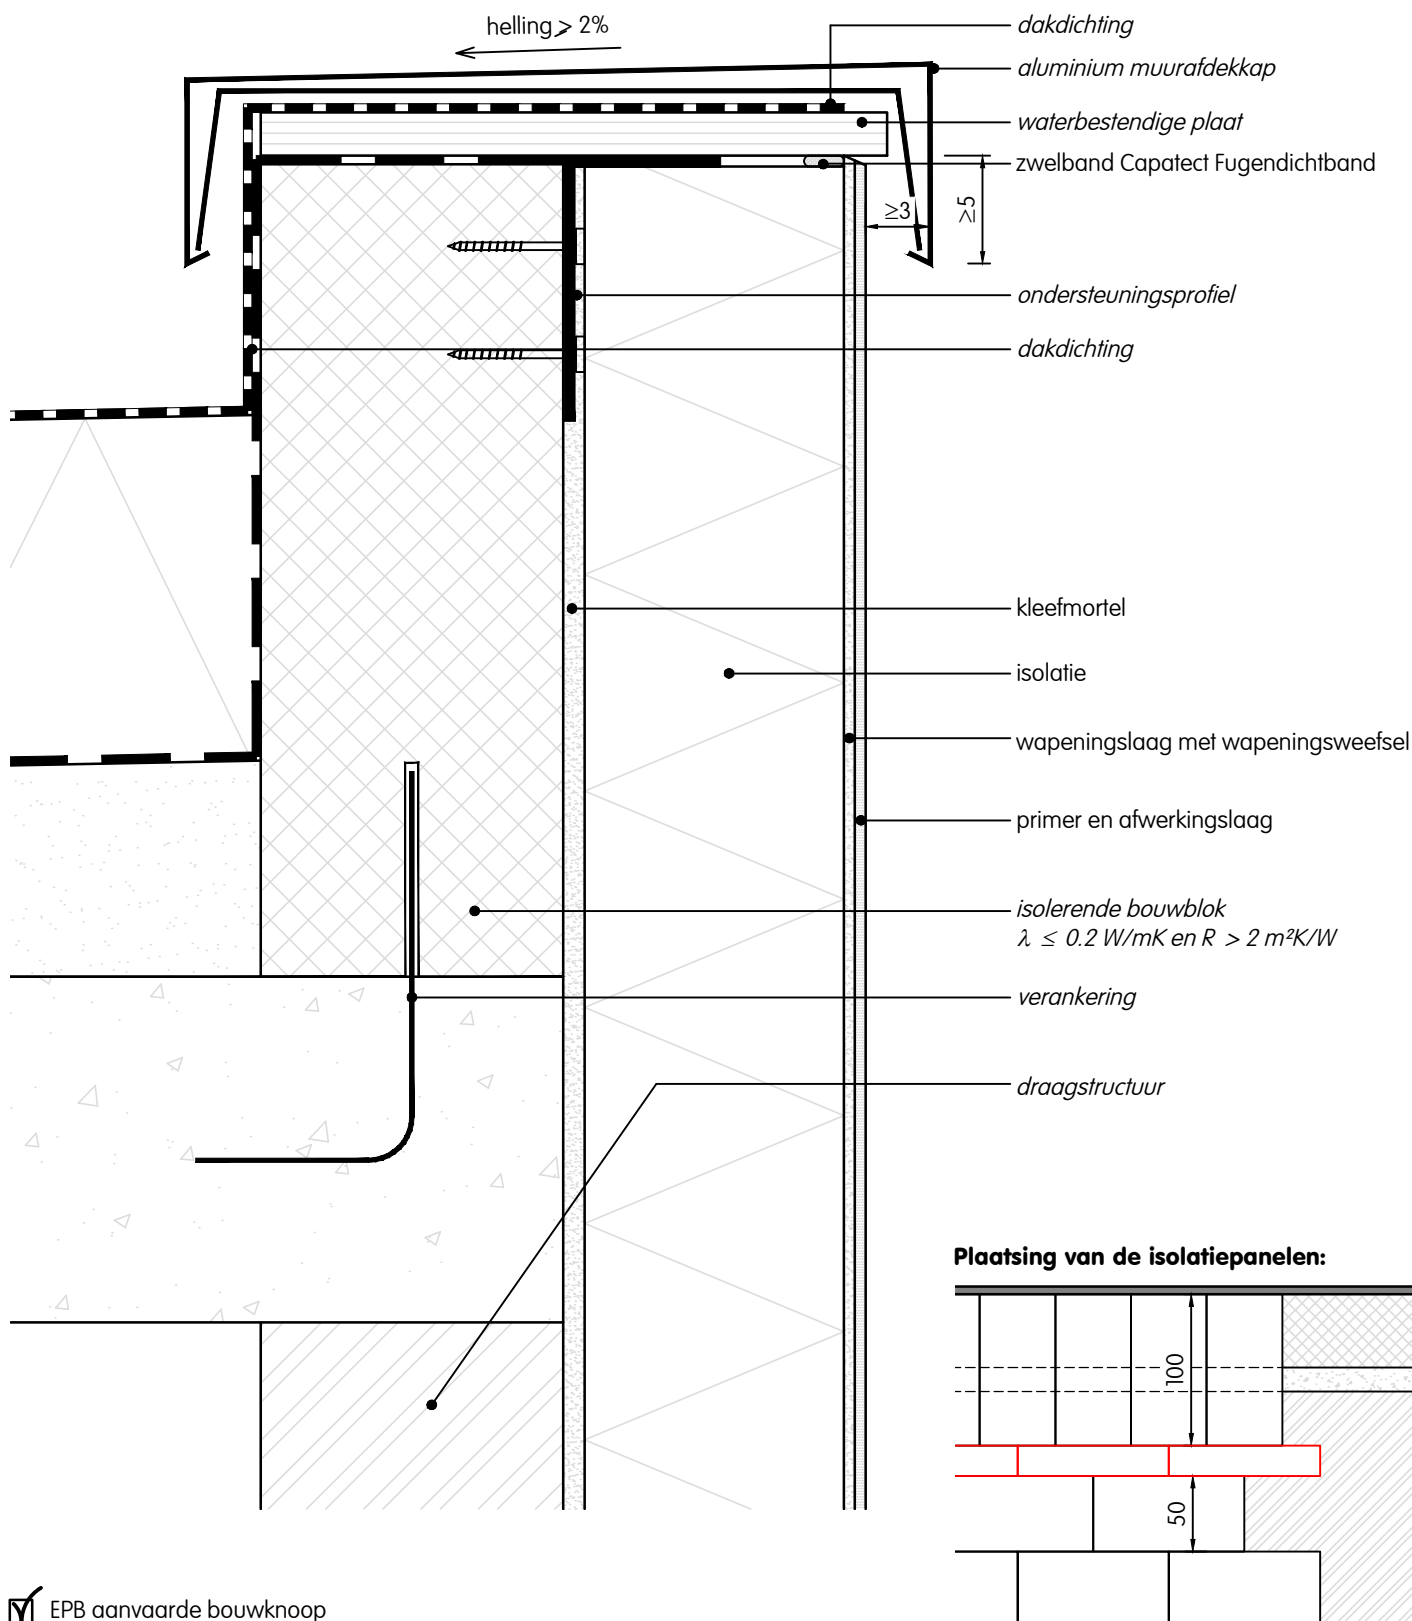 helling > 2%
dakdichting
aluminium muurafdekkap
waterbestendige plaat
zwelband Capatect Fugendichtband
≥3
≥5
ondersteuningsprofiel
dakdichting
kleefmortel
isolatie
wapeningslaag met wapeningsweefsel
primer en afwerkingslaag
isolerende bouwblok
λ ≤ 0.2 W/mK en R > 2 m²K/W
verankering
draagstructuur
Plaatsing van de isolatiepanelen:
100
50
EPB aanvaarde bouwknoop